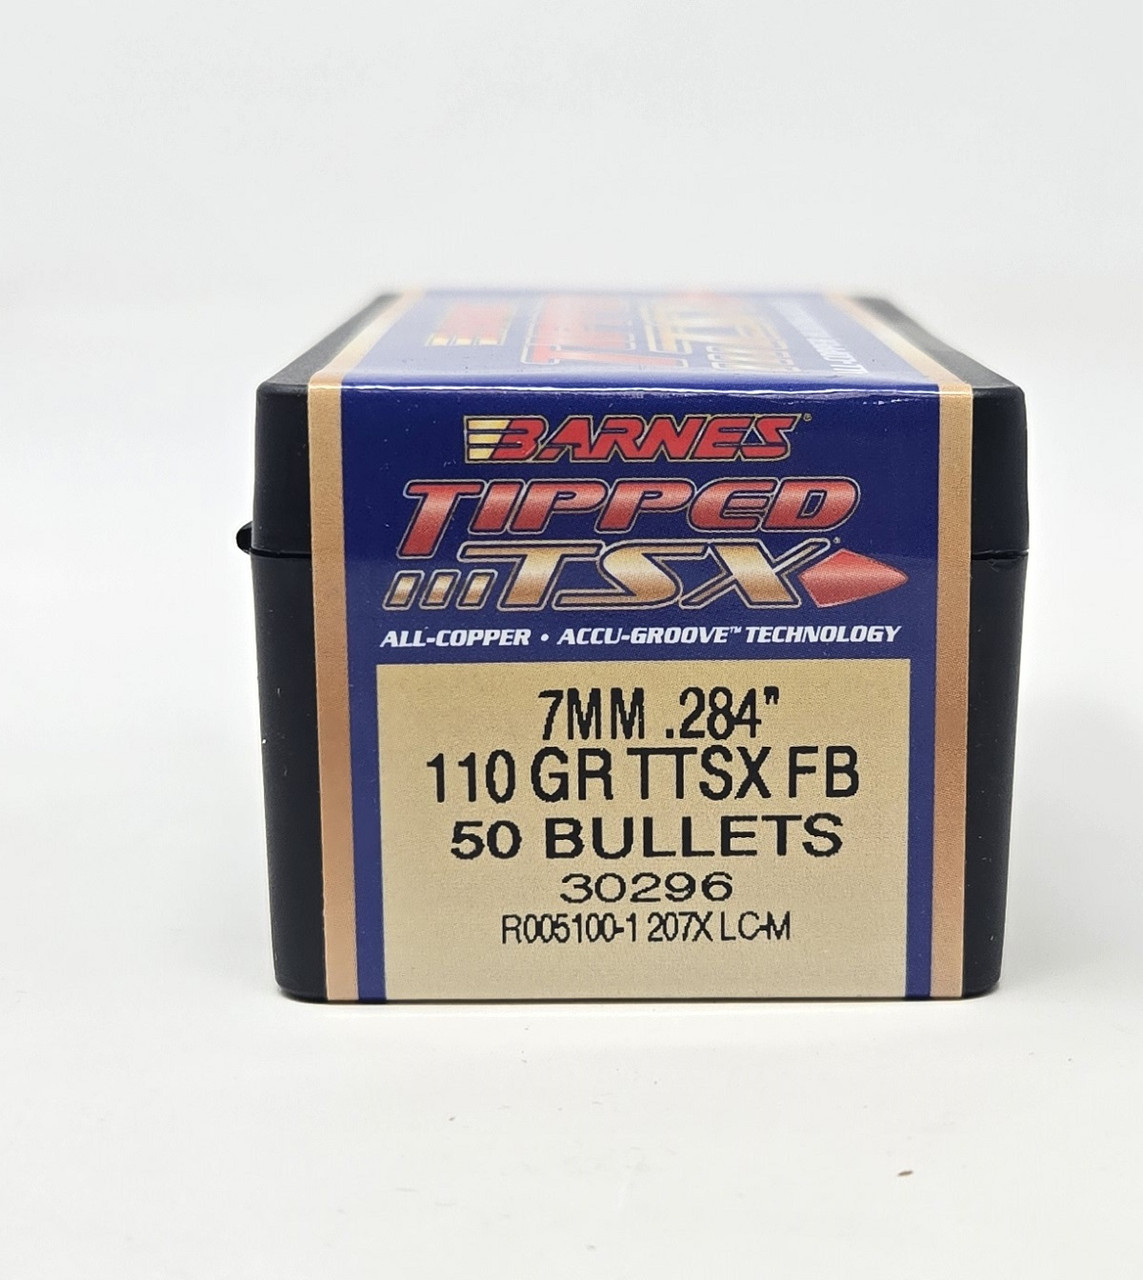 BARNES®
TIPPED
TSX®
ALL-COPPER • ACCU-GROOVE™ TECHNOLOGY
7MM .284"
110 GR TTSX FB
50 BULLETS
30296
R005100-1 207X LC-M